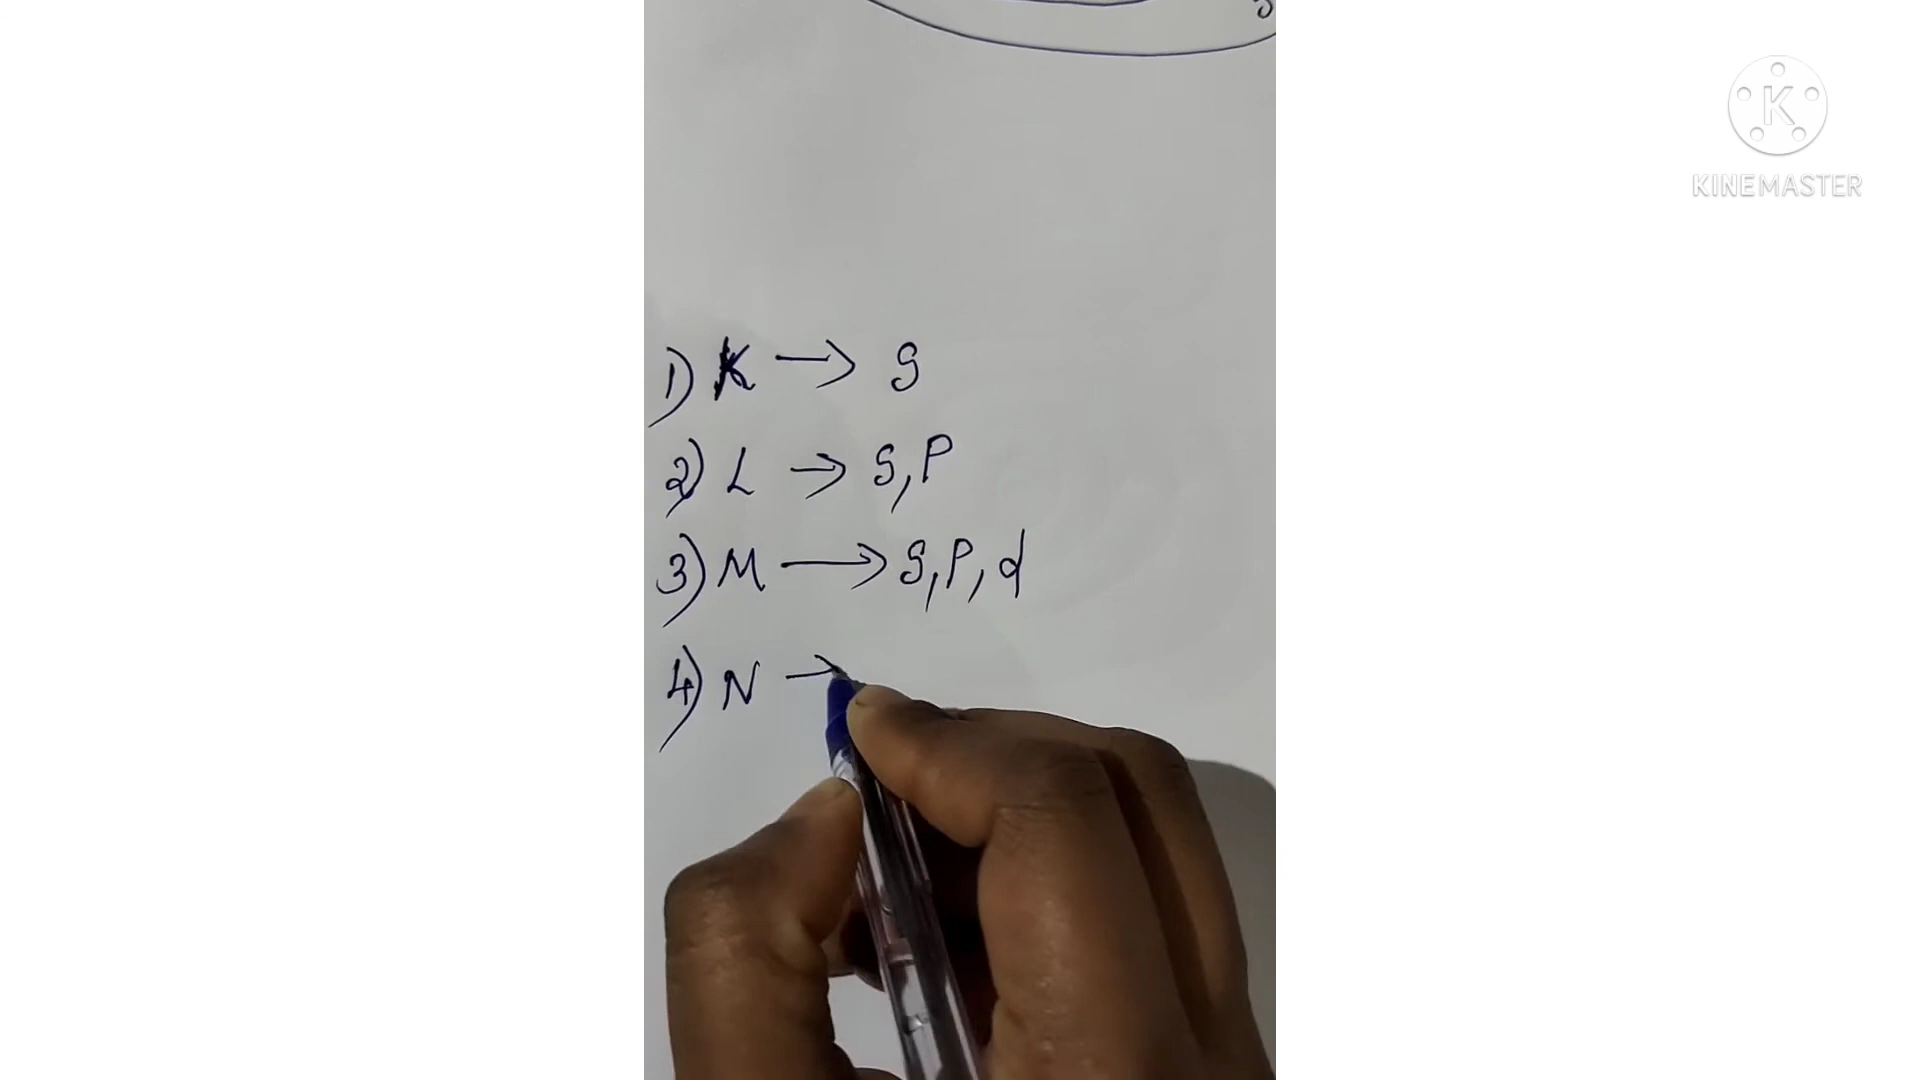 S
KINEMASTER
1) K → S
2) L → S, P
3) M → S, P, d
4) N →